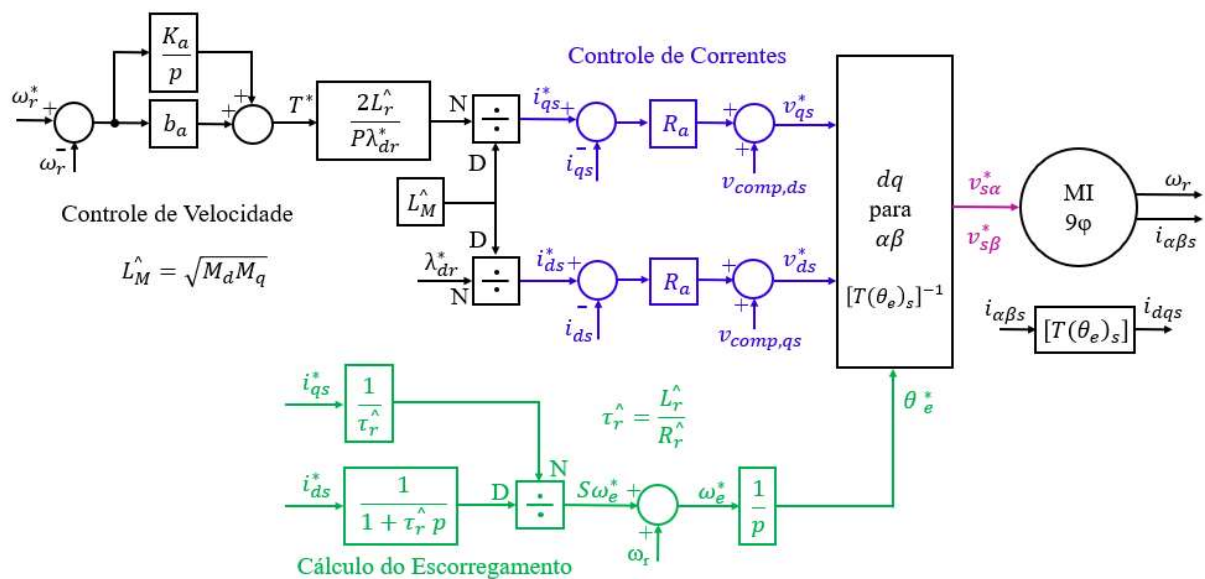 K_a
p
ω_r^*
+
-
ω_r
b_a
+
+
T^*
2L_r^^
Pλ_dr^*
N
÷
D
L_M^^
D
λ_dr^*
N
÷
Controle de Velocidade
L_M^^ = √M_d M_q
Controle de Correntes
i_qs^*
+
-
i_qs
R_a
+
+
v_qs^*
v_comp,ds
i_ds^*
+
-
i_ds
R_a
+
+
v_ds^*
v_comp,qs
dq
para
αβ
[T(θ_e)_s]^-1
v_sα^*
v_sβ^*
MI
9φ
ω_r
i_αβs
i_αβs
[T(θ_e)_s]
i_dqs
θ_e^*
i_qs^*
1
τ_r^^
τ_r^^ = L_r^^ / R_r^^
i_ds^*
1
1 + τ_r^^ p
D
N
÷
Sω_e^*
+
+
ω_r
ω_e^*
1
p
Cálculo do Escorregamento